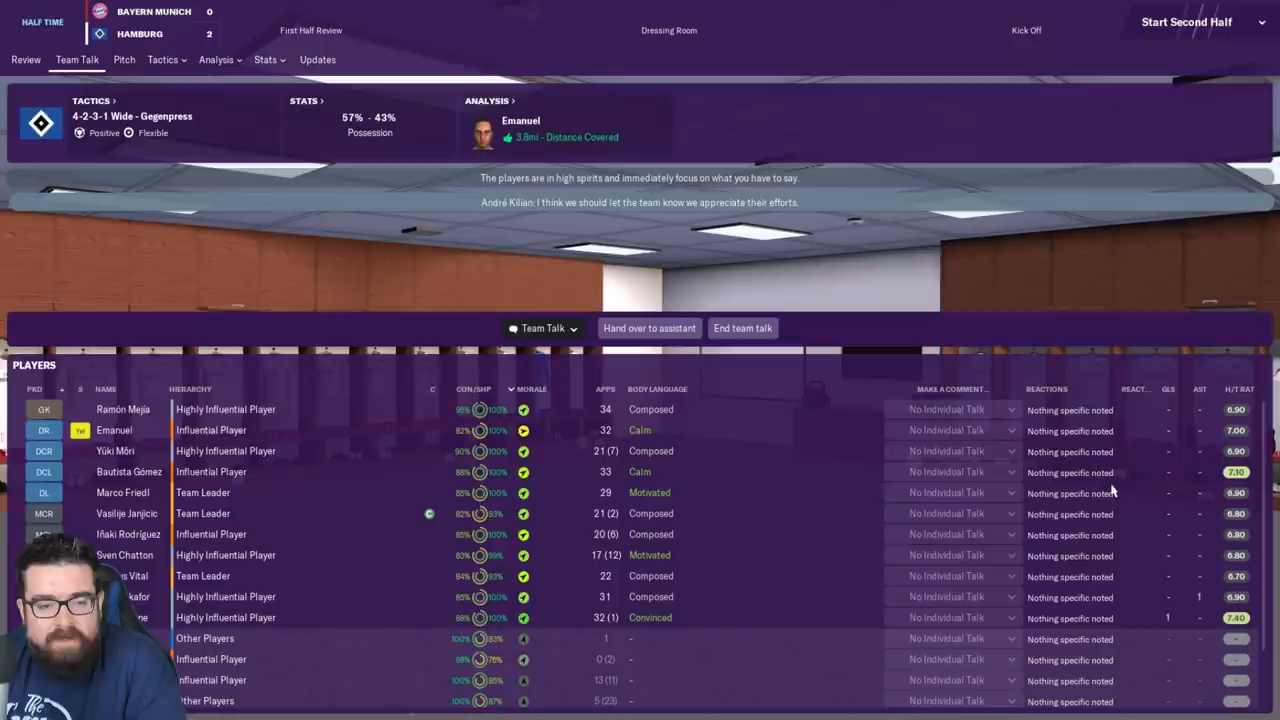 HALF TIME
BAYERN MUNICH 0
HAMBURG 2
First Half Review
Dressing Room
Kick Off
Start Second Half
Review Team Talk Pitch Tactics Analysis Stats Updates
TACTICS >
4-2-3-1 Wide - Gegenpress
Positive Flexible
STATS >
57% - 43%
Possession
ANALYSIS >
Emanuel
3.8mi - Distance Covered
The players are in high spirits and immediately focus on what you have to say.
André Kilian: I think we should let the team know we appreciate their efforts.
Team Talk Hand over to assistant End team talk
PLAYERS
PKD S NAME HIERARCHY C CON/SHP MORALE APPS BODY LANGUAGE MAKE A COMMENT... REACTIONS REACT... GLS AST H/T RAT
GK Ramón Mejía Highly Influential Player 96% 100% 34 Composed No Individual Talk Nothing specific noted - - 6.90
DR Yel Emanuel Influential Player 82% 100% 32 Calm No Individual Talk Nothing specific noted - - 7.00
DCR Yûki Môri Highly Influential Player 90% 100% 21 (7) Composed No Individual Talk Nothing specific noted - - 6.90
DCL Bautista Gómez Influential Player 88% 100% 33 Calm No Individual Talk Nothing specific noted - - 7.10
DL Marco Friedl Team Leader 85% 100% 29 Motivated No Individual Talk Nothing specific noted - - 6.90
MCR Vasilije Janjicic Team Leader C 82% 93% 21 (2) Composed No Individual Talk Nothing specific noted - - 6.80
Iñaki Rodríguez Influential Player 85% 100% 20 (6) Composed No Individual Talk Nothing specific noted - - 6.80
Sven Chatton Highly Influential Player 83% 99% 17 (12) Motivated No Individual Talk Nothing specific noted - - 6.80
Vital Team Leader 84% 93% 22 Composed No Individual Talk Nothing specific noted - - 6.70
Highly Influential Player 85% 100% 31 Composed No Individual Talk Nothing specific noted - 1 6.90
Highly Influential Player 88% 100% 32 (1) Convinced No Individual Talk Nothing specific noted 1 - 7.40
Other Players 100% 83% 1 - No Individual Talk Nothing specific noted - - -
Influential Player 98% 76% 0 (2) - No Individual Talk Nothing specific noted - - -
Influential Player 100% 85% 13 (11) - No Individual Talk Nothing specific noted - - -
Other Players 100% 87% 5 (23) - No Individual Talk Nothing specific noted - - -
The